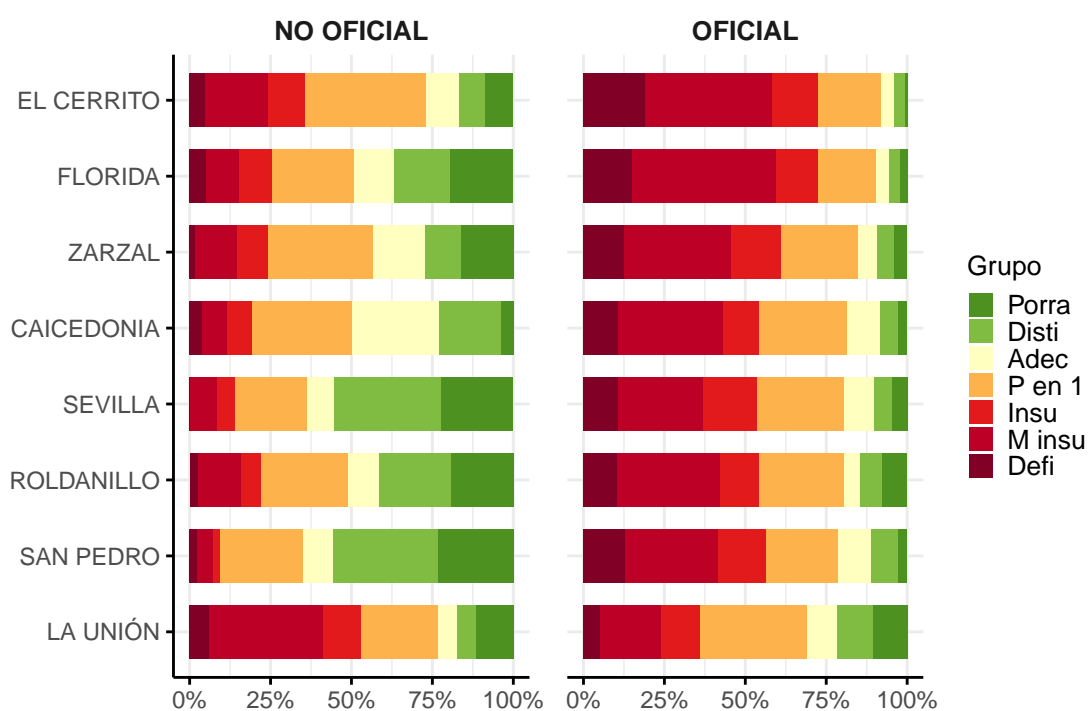 NO OFICIAL
OFICIAL
EL CERRITO
FLORIDA
ZARZAL
CAICEDONIA
SEVILLA
ROLDANILLO
SAN PEDRO
LA UNIÓN
0% 25% 50% 75% 100%
0% 25% 50% 75% 100%
Grupo
Porra
Disti
Adec
P en 1
Insu
M insu
Defi